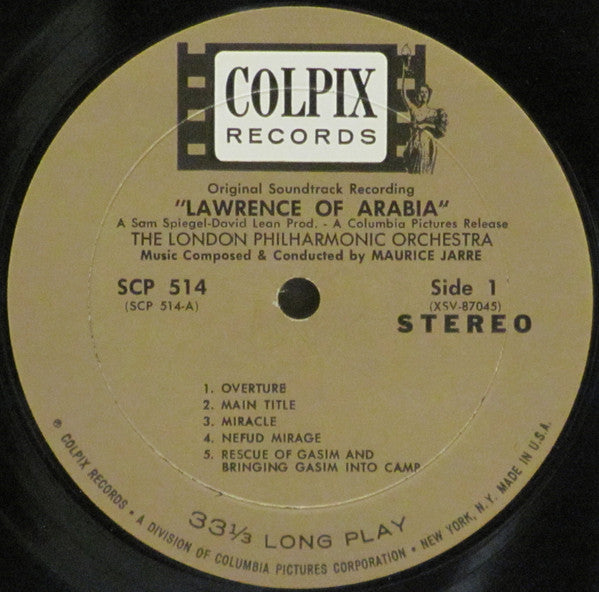 COLPIX
RECORDS
Original Soundtrack Recording
"LAWRENCE OF ARABIA"
A Sam Spiegel-David Lean Prod. - A Columbia Pictures Release
THE LONDON PHILHARMONIC ORCHESTRA
Music Composed & Conducted by MAURICE JARRE
SCP 514
(SCP 514-A)
Side 1
(XSV-87045)
STEREO
1. OVERTURE
2. MAIN TITLE
3. MIRACLE
4. NEFUD MIRAGE
5. RESCUE OF GASIM AND
BRINGING GASIM INTO CAMP
33⅓ LONG PLAY
℗ COLPIX RECORDS • A DIVISION OF COLUMBIA PICTURES CORPORATION • NEW YORK, N.Y. MADE IN U.S.A.